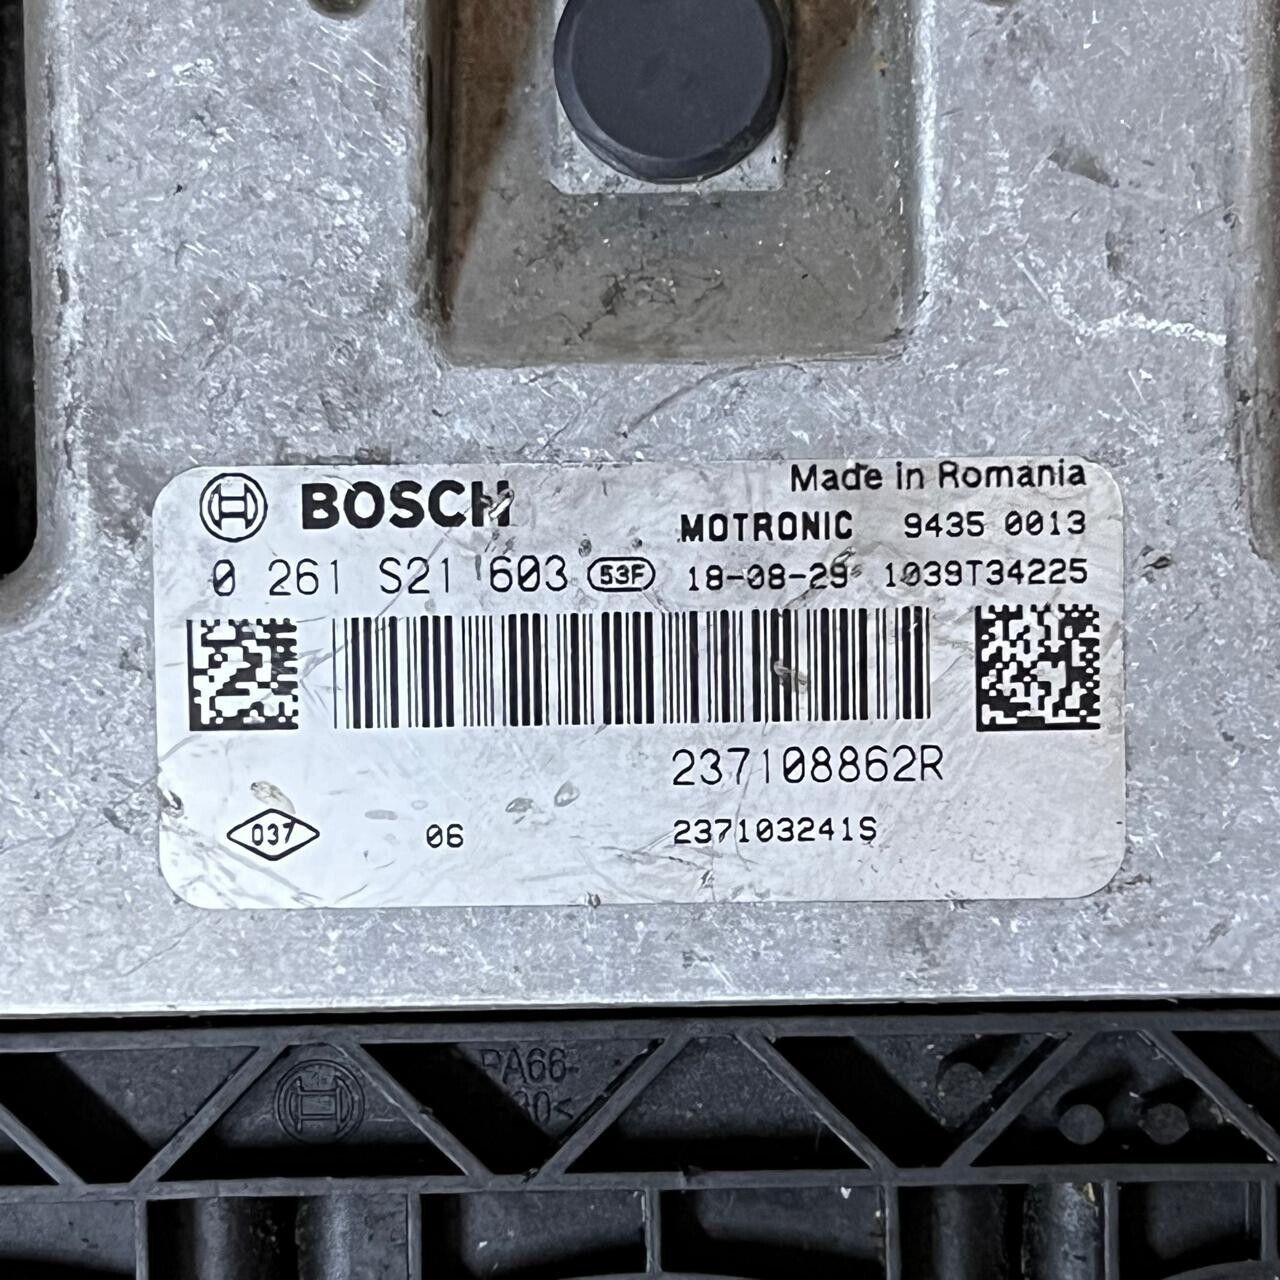 BOSCH
Made in Romania
MOTRONIC 9435 0013
0 261 S21 603 53F 18-08-29 1039T34225
237108862R
037 06 237103241S
PA66-
30<